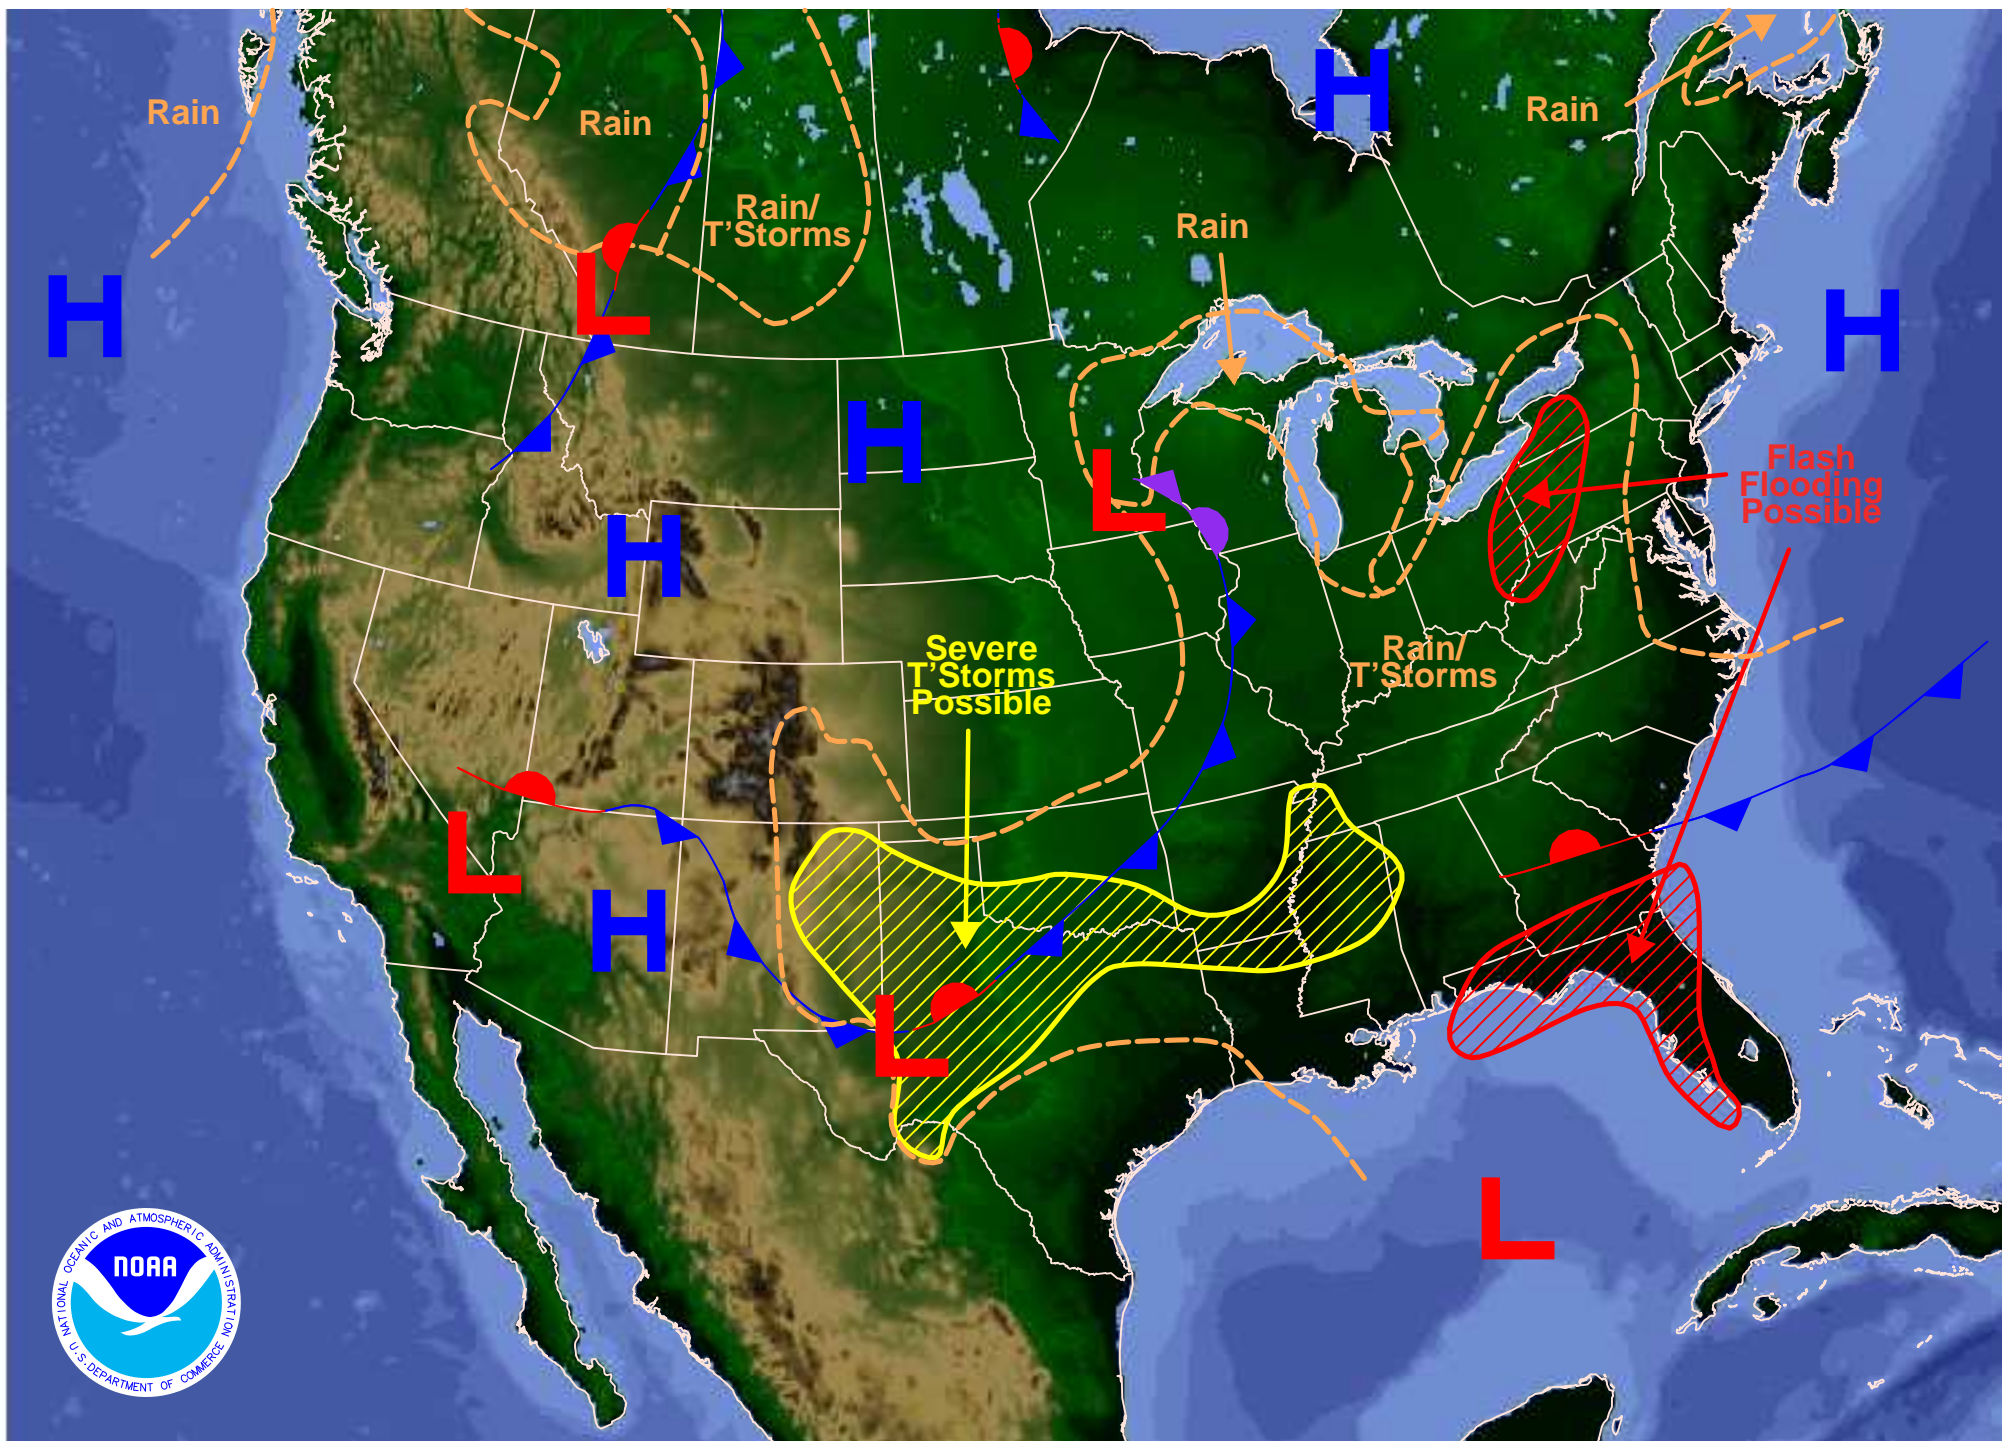 Rain
Rain
Rain/
T'Storms
H
Rain
Rain
H
L
H
H
L
H
Flash
Flooding
Possible
H
Severe
T'Storms
Possible
Rain/
T'Storms
L
H
L
L
NATIONAL OCEANIC AND ATMOSPHERIC ADMINISTRATION
NOAA
U.S. DEPARTMENT OF COMMERCE